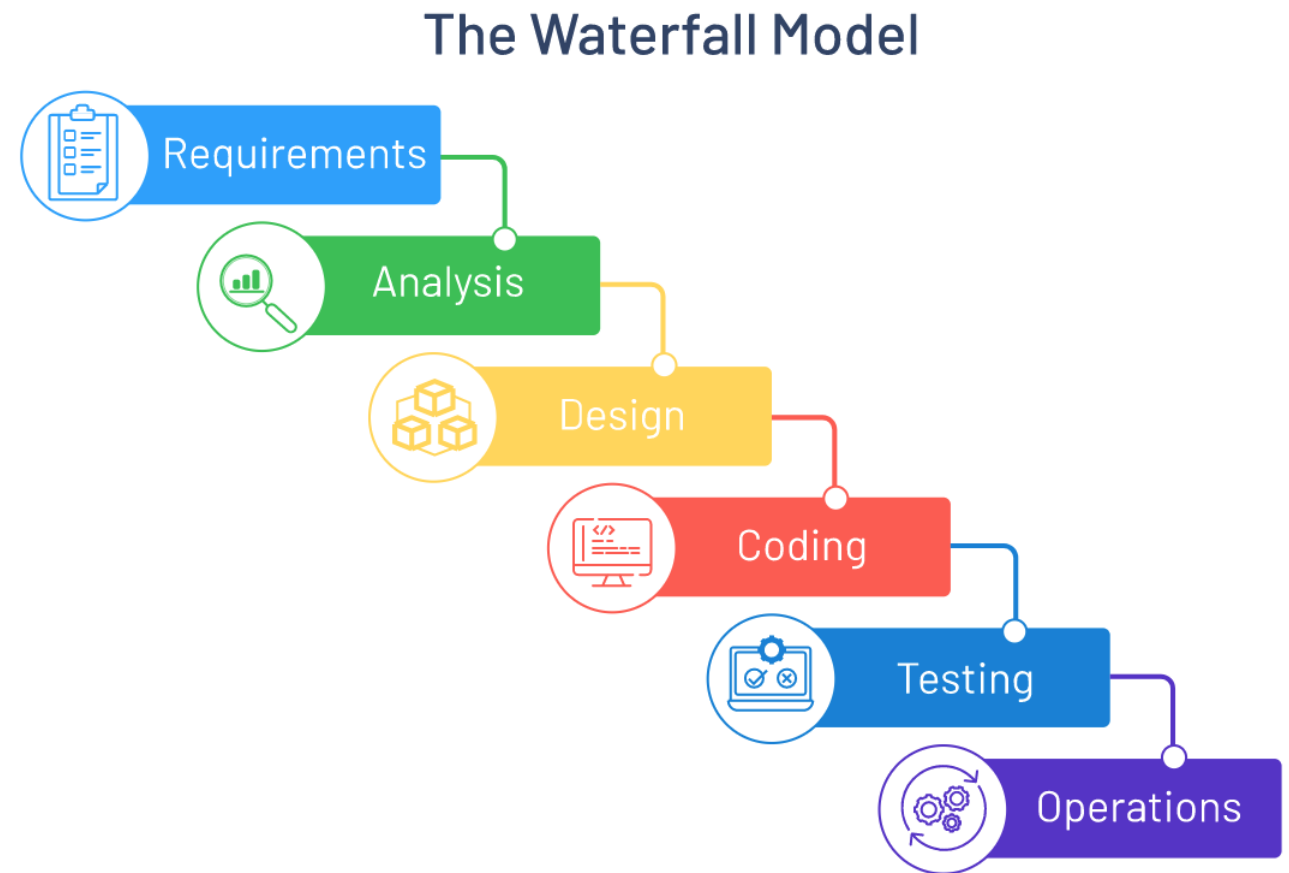 The Waterfall Model
Requirements
Analysis
Design
Coding
</>
Testing
Operations